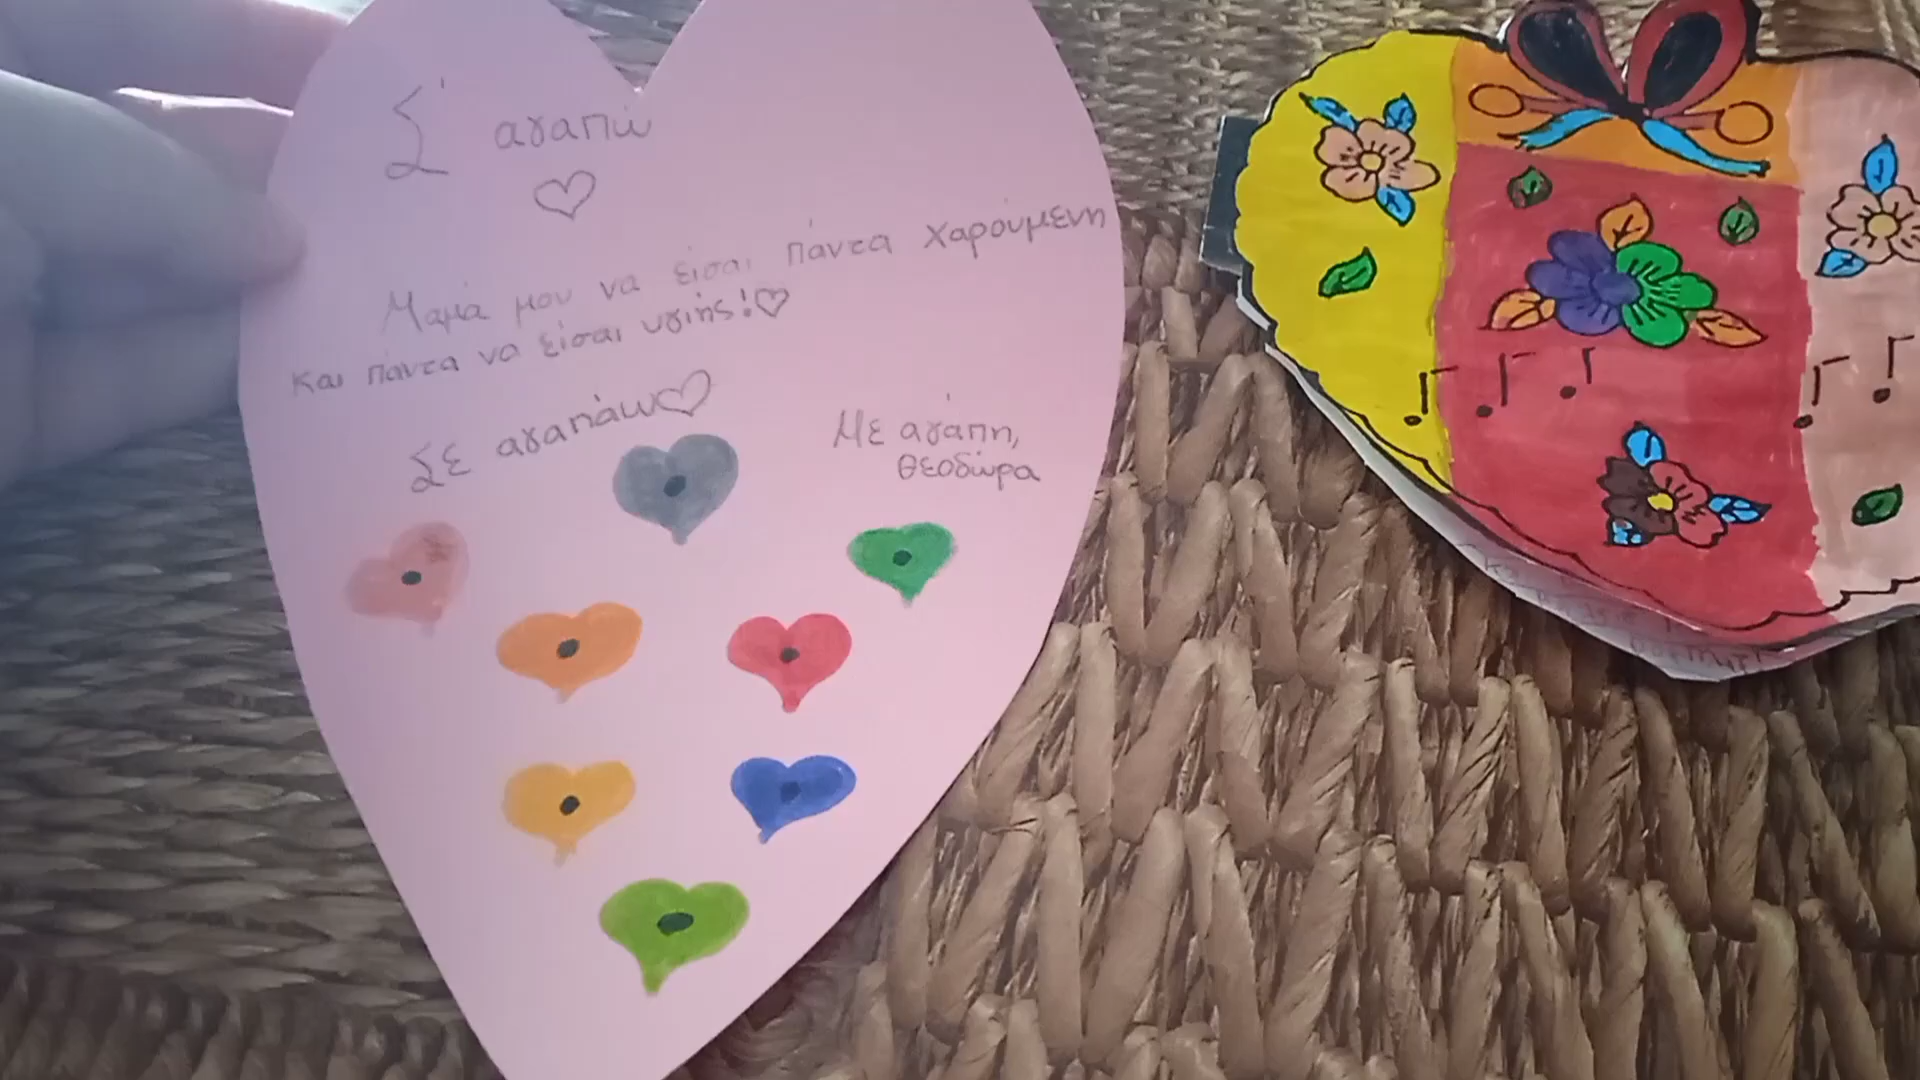 Σ' αγαπώ
Μαμά μου να είσαι πάντα χαρούμενη
και πάντα να είσαι υγιής!
Σε αγαπάω
Με αγάπη,
Θεοδώρα